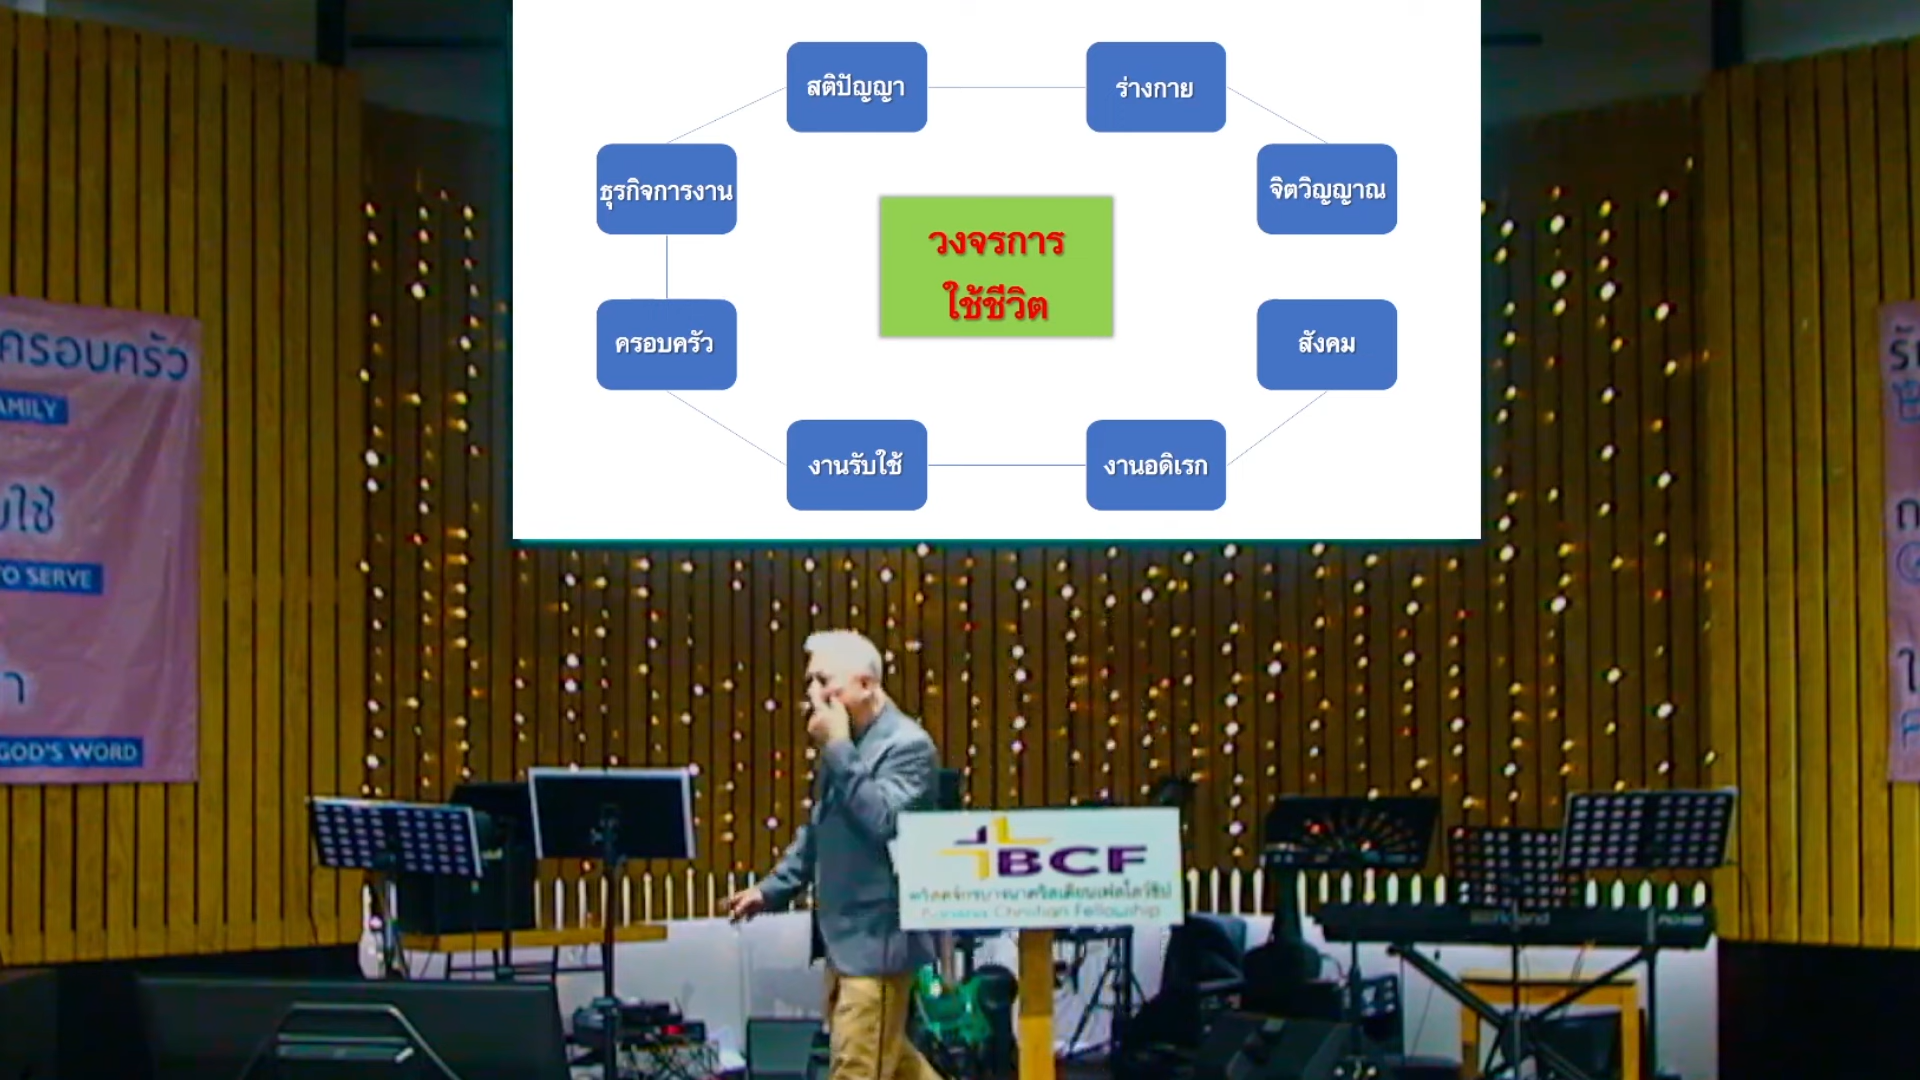 สติปัญญา
ร่างกาย
ธุรกิจการงาน
จิตวิญญาณ
วงจรการ
ใช้ชีวิต
ครอบครัว
สังคม
งานรับใช้
งานอดิเรก
ครอบครัว
AMILY
TO SERVE
GOD'S WORD
BCF
Christian Fellowship
Roland